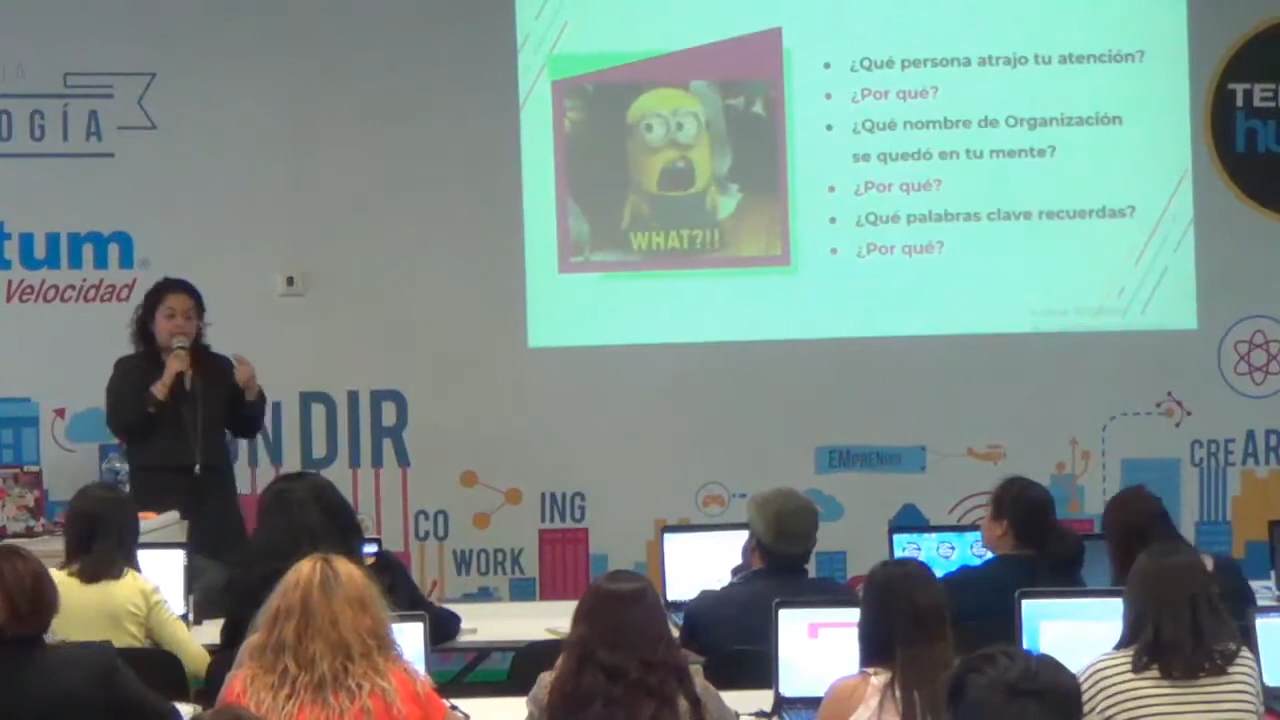 OGÍA
tum
Velocidad
¿Qué persona atrajo tu atención?
¿Por qué?
¿Qué nombre de Organización
se quedó en tu mente?
¿Por qué?
¿Qué palabras clave recuerdas?
¿Por qué?
WHAT?!!
TE
hu
N DIR
CO
WORK
ING
EMPRENDER
CREAR